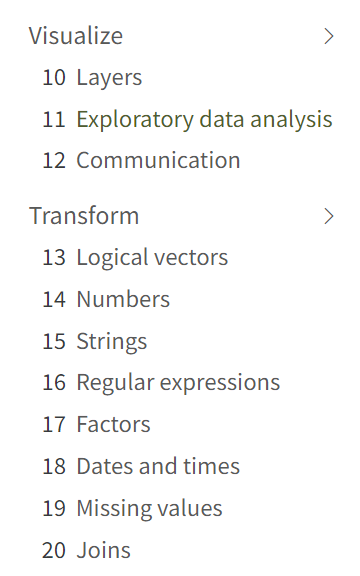 Visualize
10 Layers
11 Exploratory data analysis
12 Communication
Transform
13 Logical vectors
14 Numbers
15 Strings
16 Regular expressions
17 Factors
18 Dates and times
19 Missing values
20 Joins